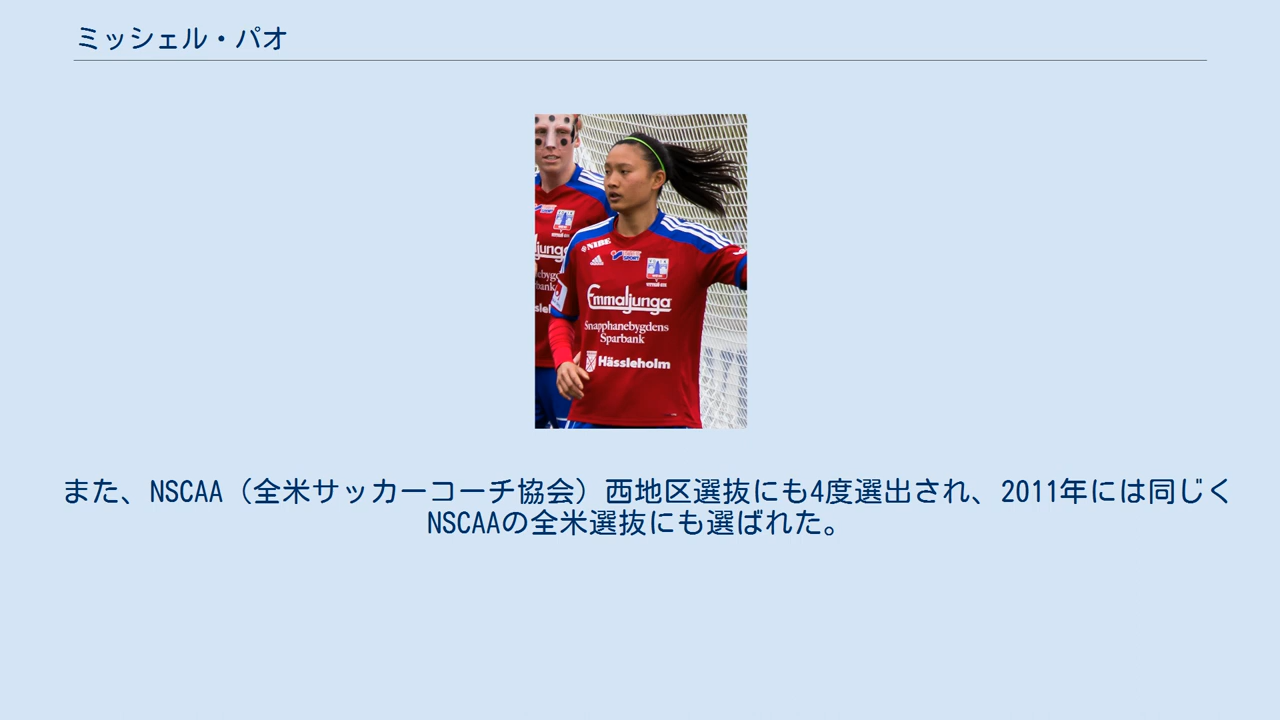 ミッシェル・パオ
NIBE
SPORT
Emmaljunga
Snapphanebygdens
Sparbank
Hässleholm
また、NSCAA（全米サッカーコーチ協会）西地区選抜にも4度選出され、2011年には同じく
NSCAAの全米選抜にも選ばれた。